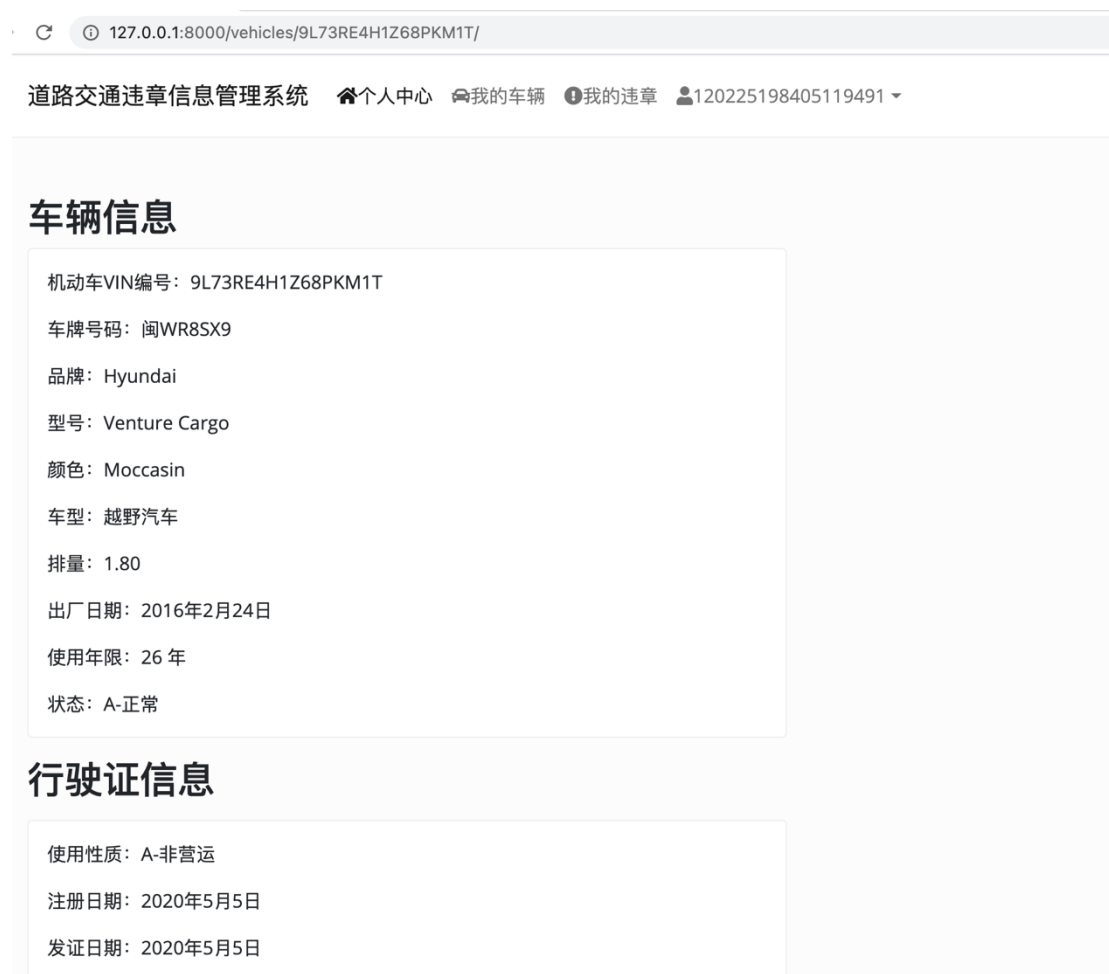 127.0.0.1:8000/vehicles/9L73RE4H1Z68PKM1T/
道路交通违章信息管理系统 个人中心 我的车辆 我的违章 120225198405119491
车辆信息
机动车VIN编号：9L73RE4H1Z68PKM1T
车牌号码：闽WR8SX9
品牌：Hyundai
型号：Venture Cargo
颜色：Moccasin
车型：越野汽车
排量：1.80
出厂日期：2016年2月24日
使用年限：26 年
状态：A-正常
行驶证信息
使用性质：A-非营运
注册日期：2020年5月5日
发证日期：2020年5月5日